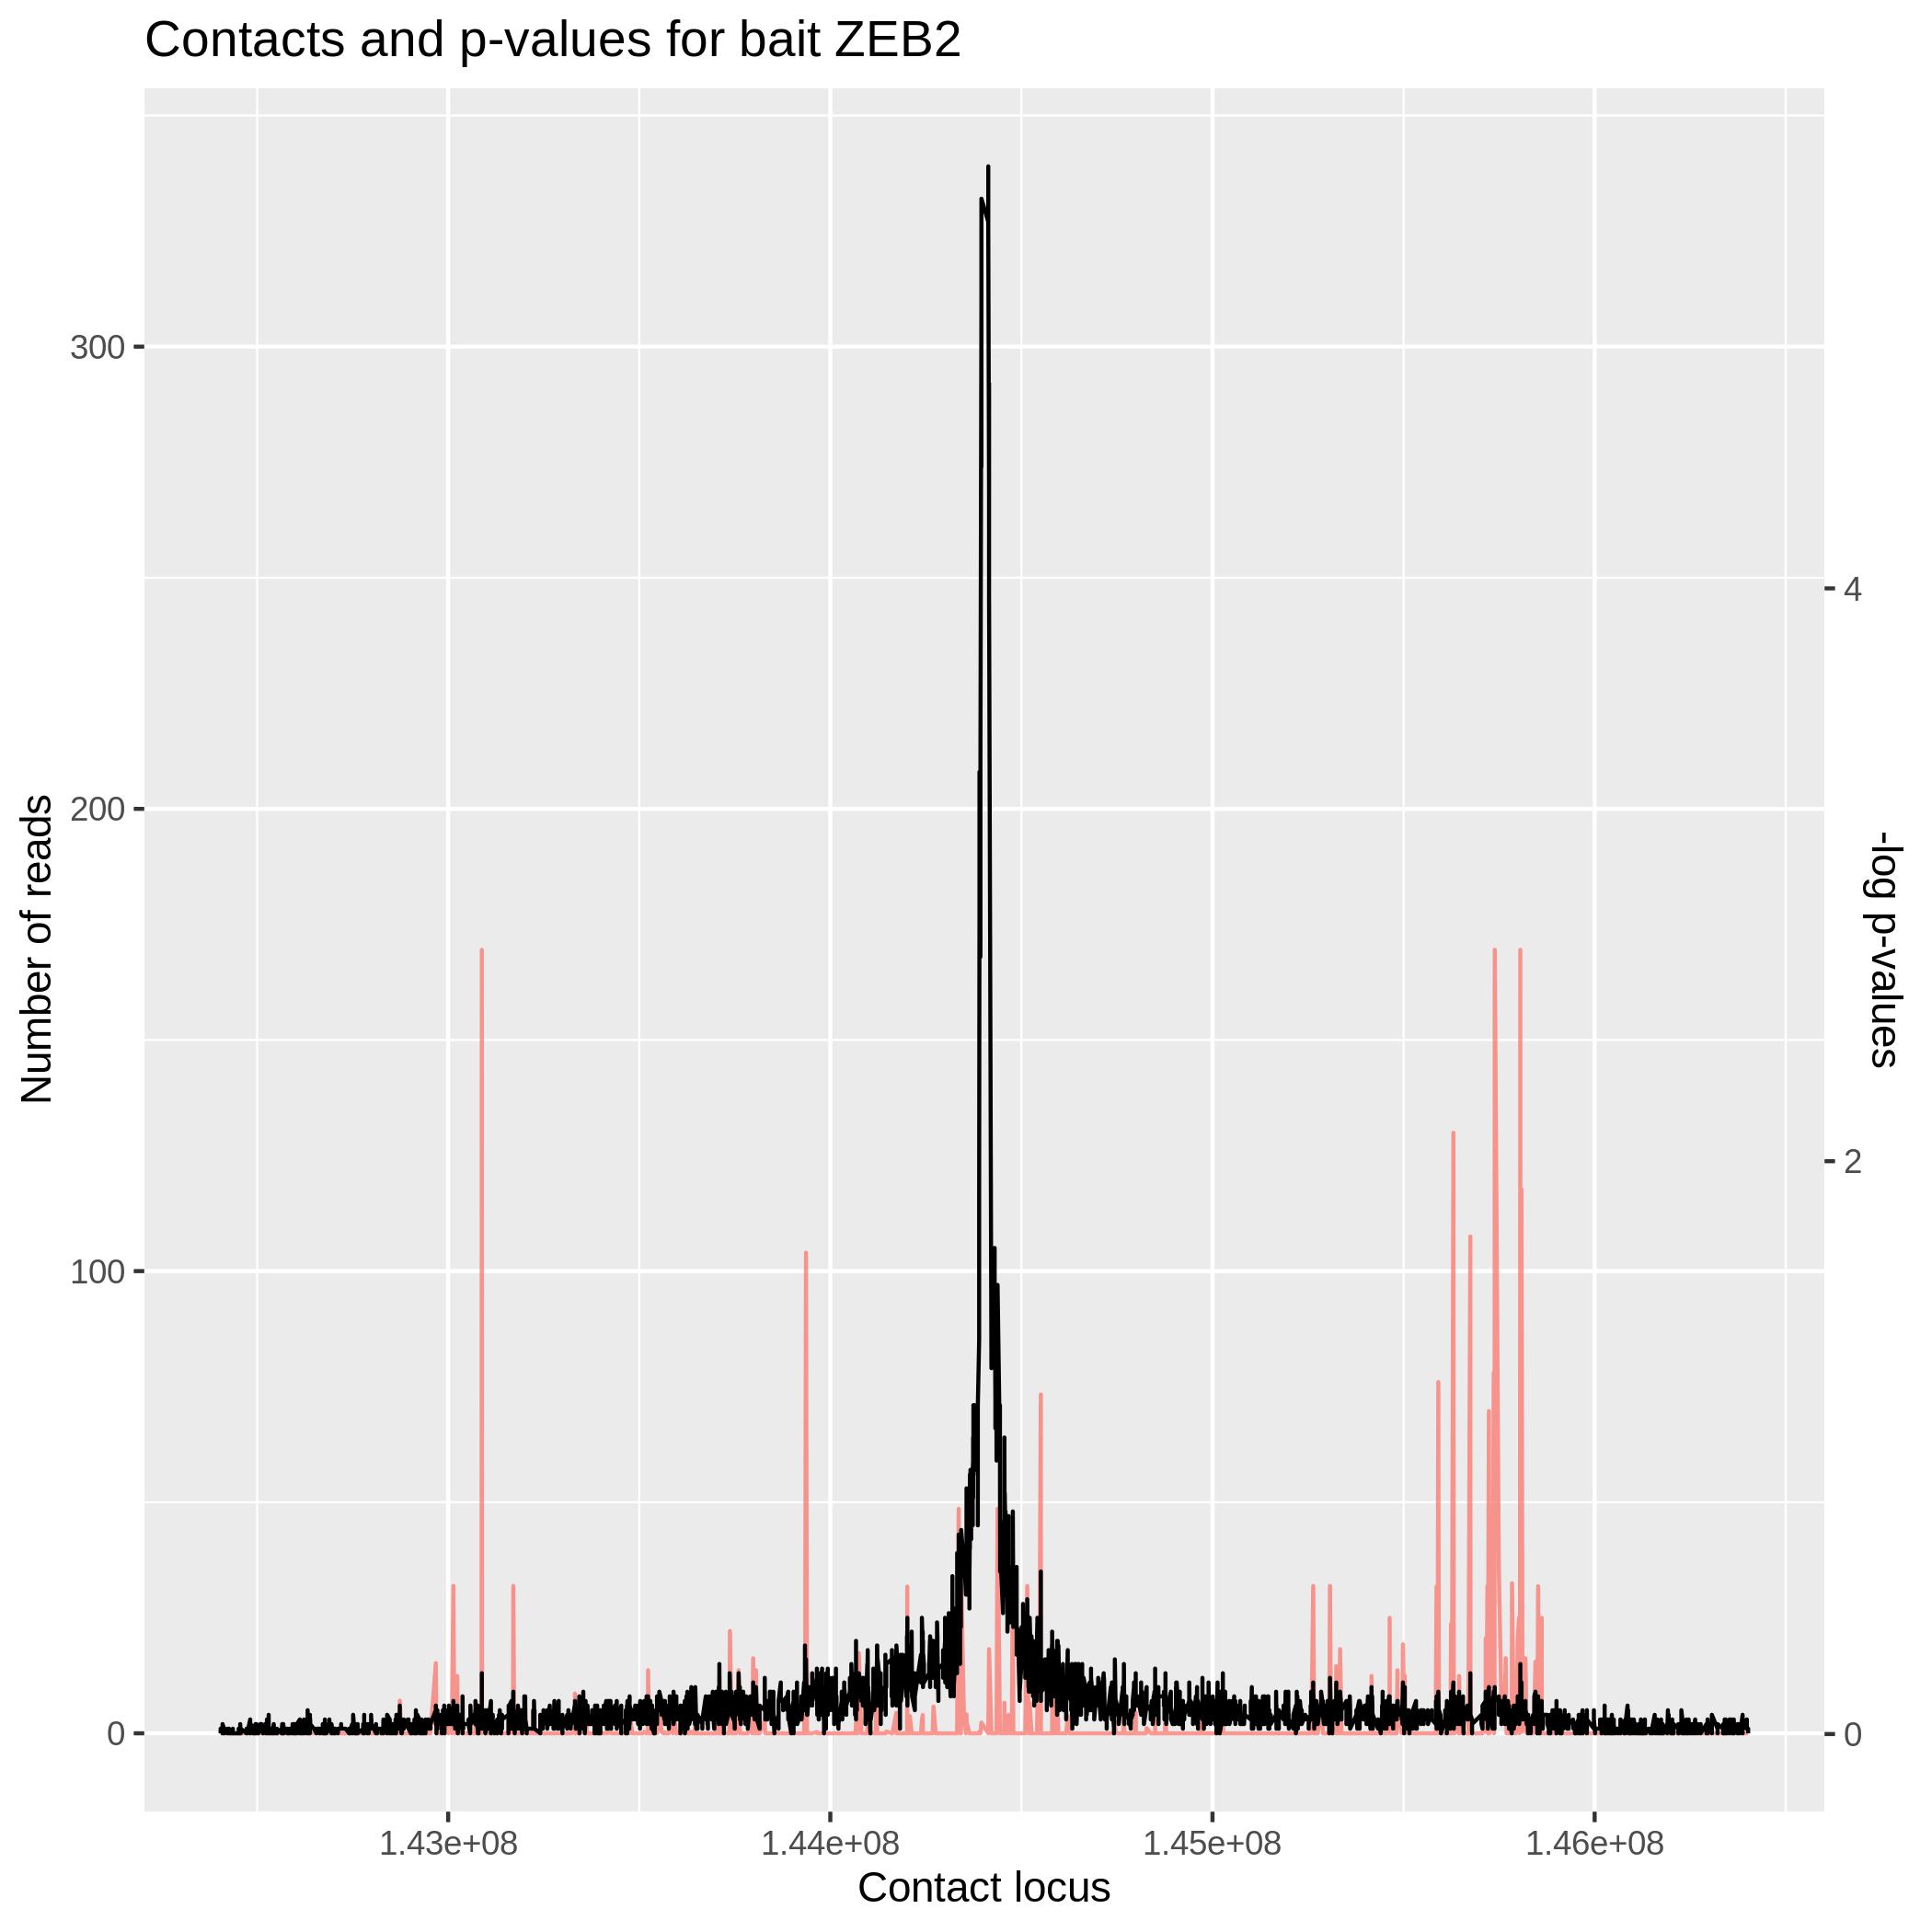 Contacts and p-values for bait ZEB2
Number of reads
300
200
100
0
4
2
0
-log p-values
1.43e+08
1.44e+08
1.45e+08
1.46e+08
Contact locus